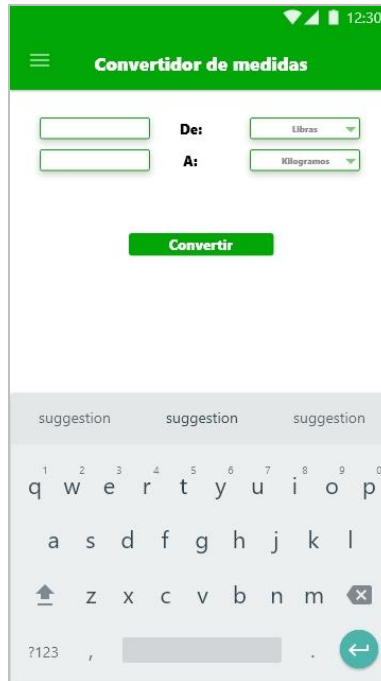 12:30
Convertidor de medidas
De: Libras
A: Kilogramos
Convertir
suggestion suggestion suggestion
1 2 3 4 5 6 7 8 9 0
q w e r t y u i o p
a s d f g h j k l
z x c v b n m
?123 , .